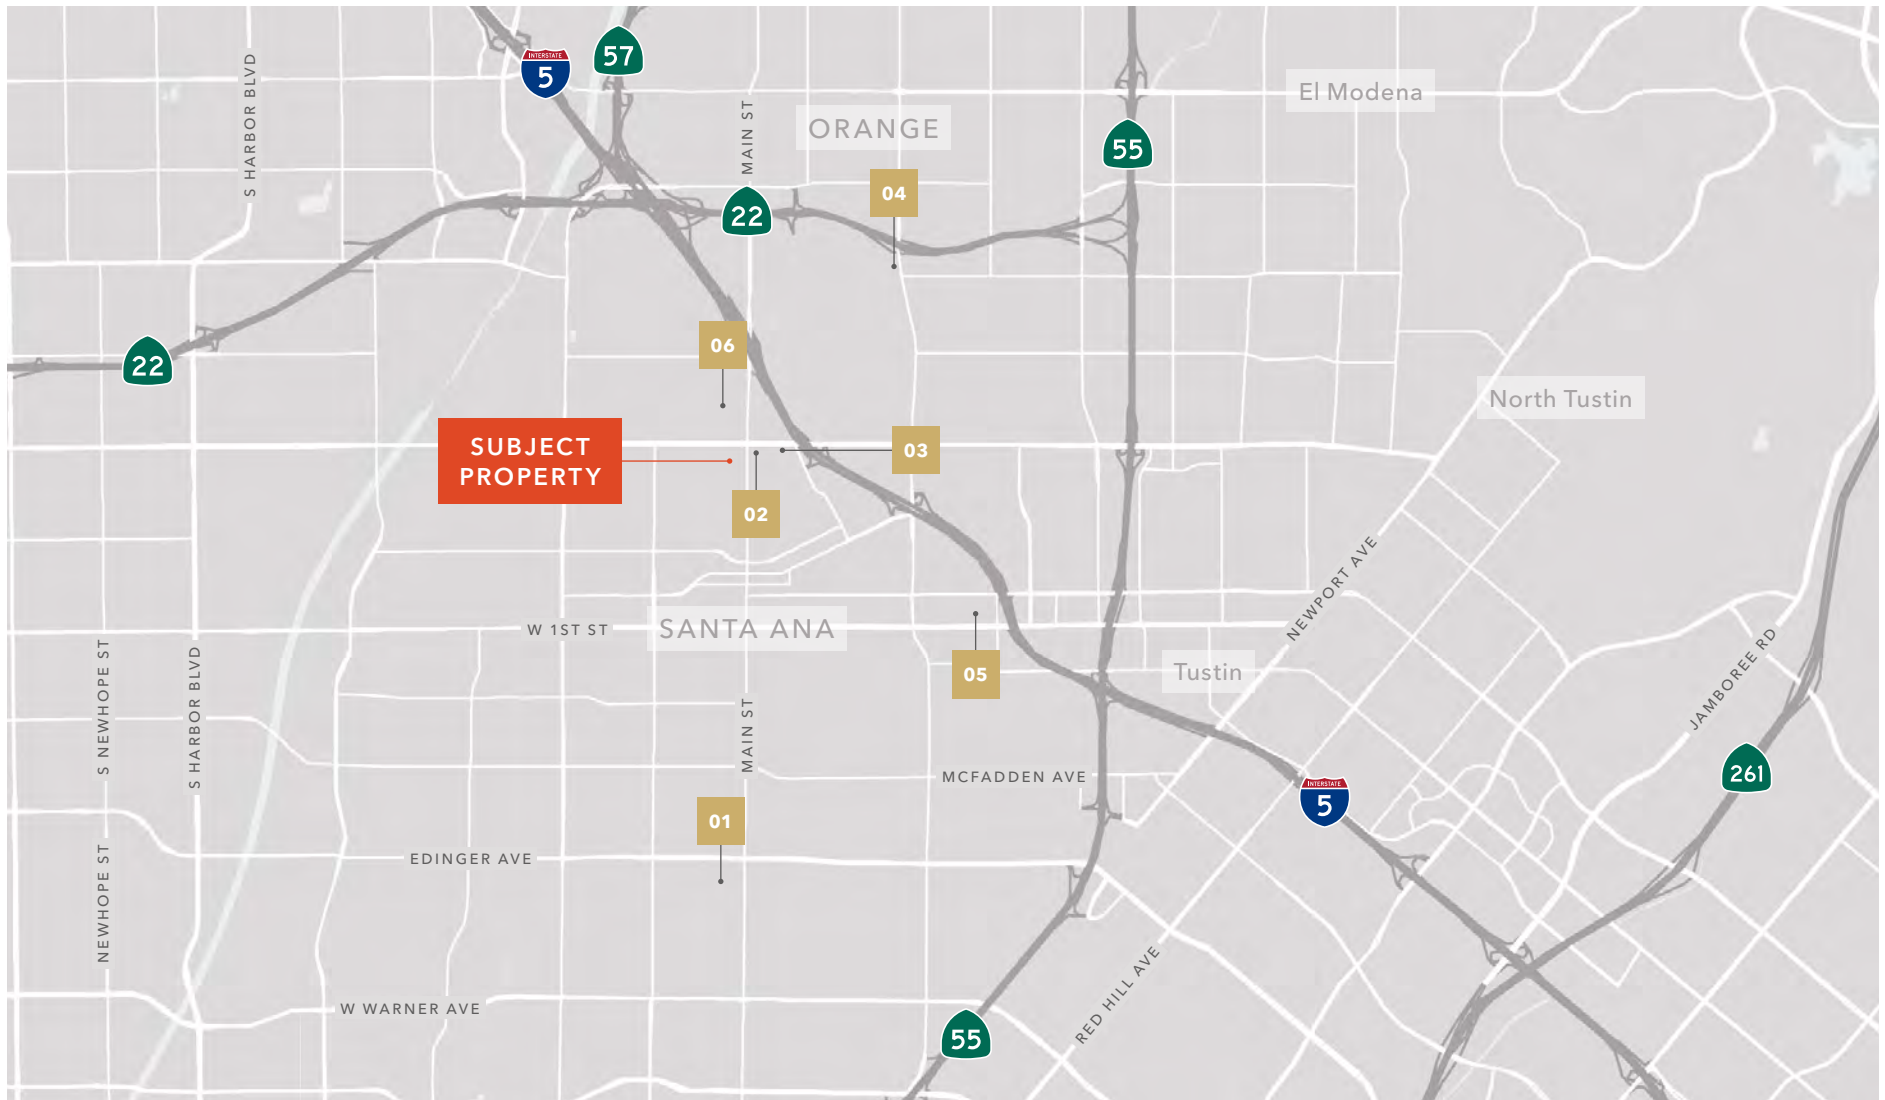 57
INTERSTATE
5
S HARBOR BLVD
El Modena
MAIN ST
ORANGE
55
04
22
06
22
North Tustin
SUBJECT
PROPERTY
03
02
NEWPORT AVE
W 1ST ST
SANTA ANA
05
Tustin
S NEWHOPE ST
S HARBOR BLVD
MAIN ST
JAMBOREE RD
MCFADDEN AVE
261
INTERSTATE
5
01
EDINGER AVE
NEWHOPE ST
RED HILL AVE
W WARNER AVE
55